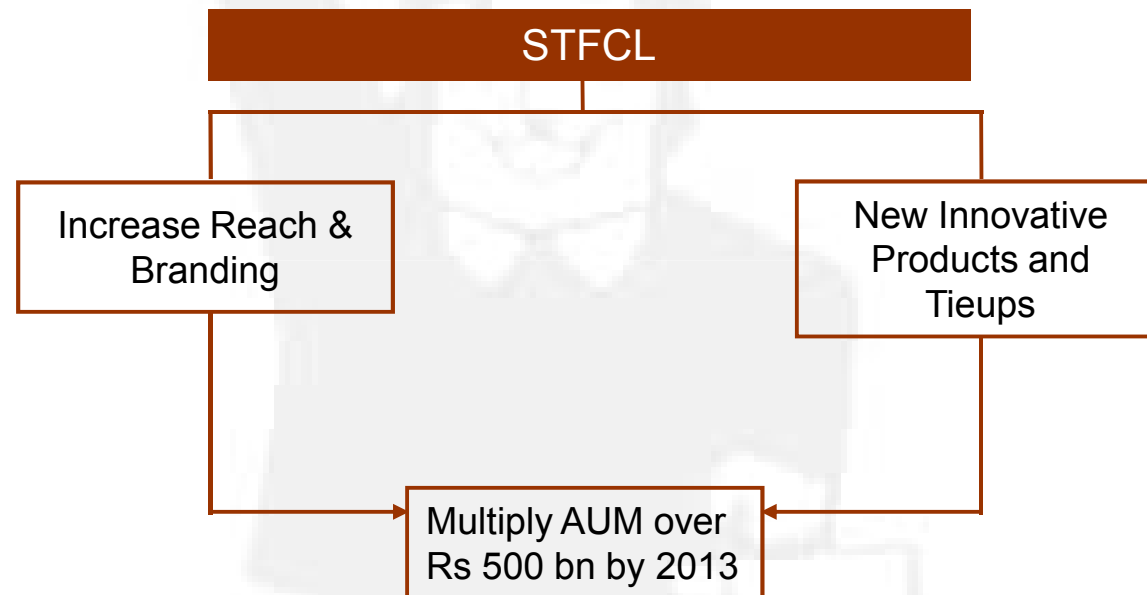 STFCL
Increase Reach &
Branding
New Innovative
Products and
Tieups
Multiply AUM over
Rs 500 bn by 2013